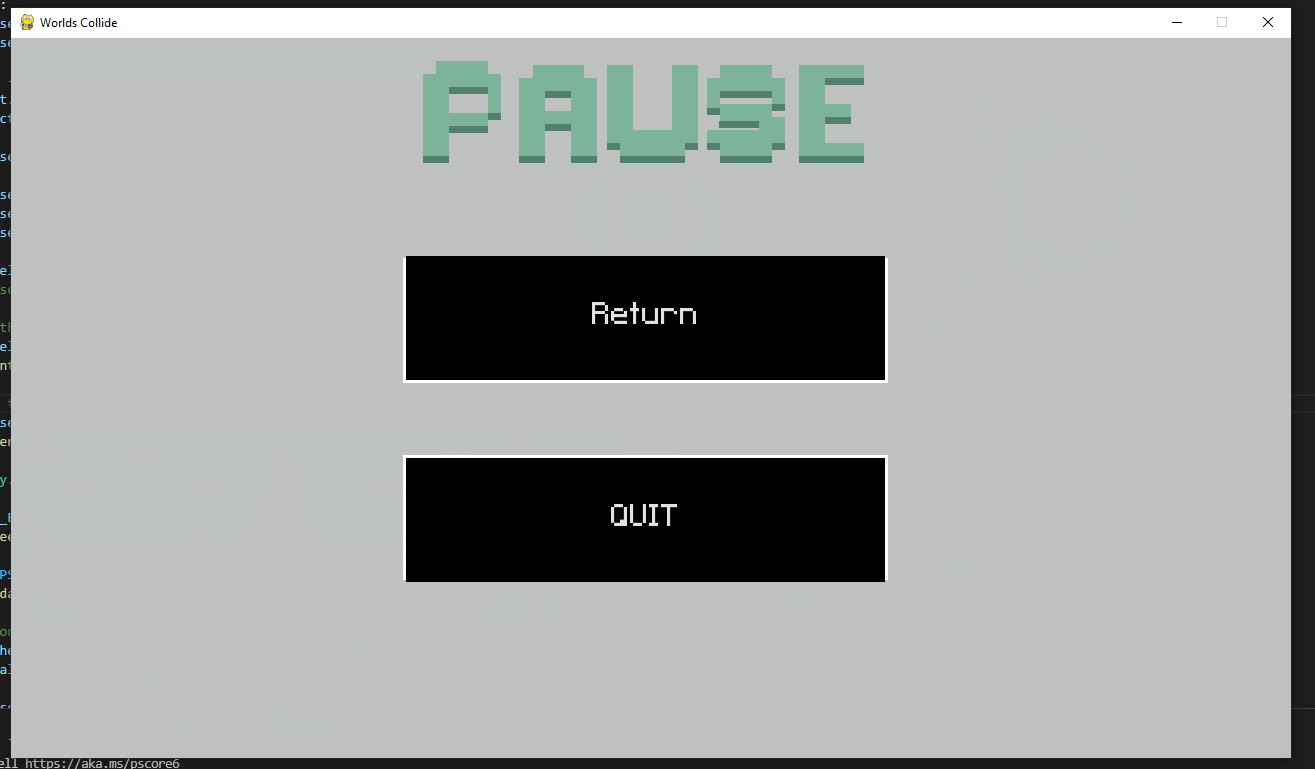 Worlds Collide
PAUSE
Return
QUIT
ell https://aka.ms/pscore6